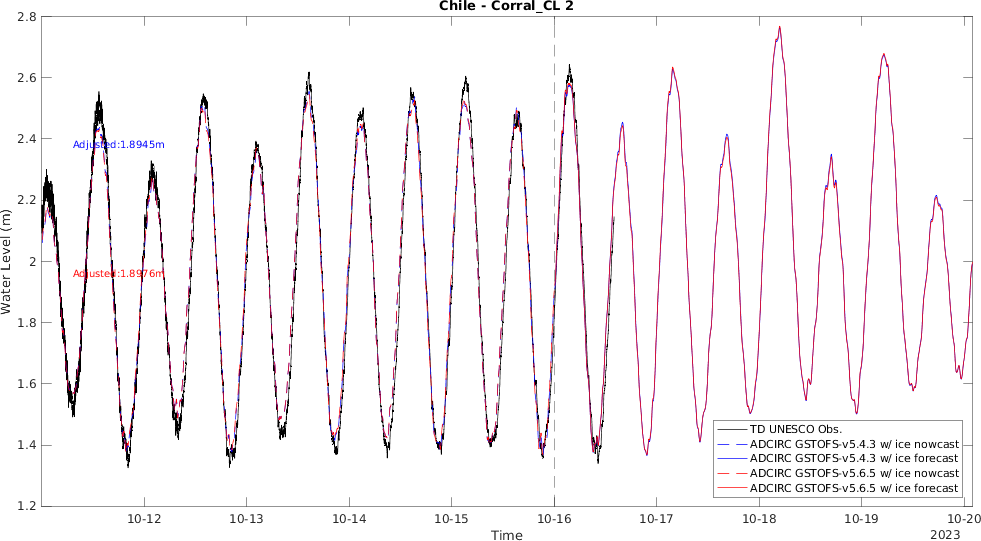 Chile - Corral_CL 2
2.8
2.6
2.4
2.2
2
1.8
1.6
1.4
1.2
Water Level (m)
Adjusted:1.8945m
Adjusted:1.8976m
TD UNESCO Obs.
ADCIRC GSTOFS-v5.4.3 w/ ice nowcast
ADCIRC GSTOFS-v5.4.3 w/ ice forecast
ADCIRC GSTOFS-v5.6.5 w/ ice nowcast
ADCIRC GSTOFS-v5.6.5 w/ ice forecast
10-12 10-13 10-14 10-15 10-16 10-17 10-18 10-19 10-20
Time
2023